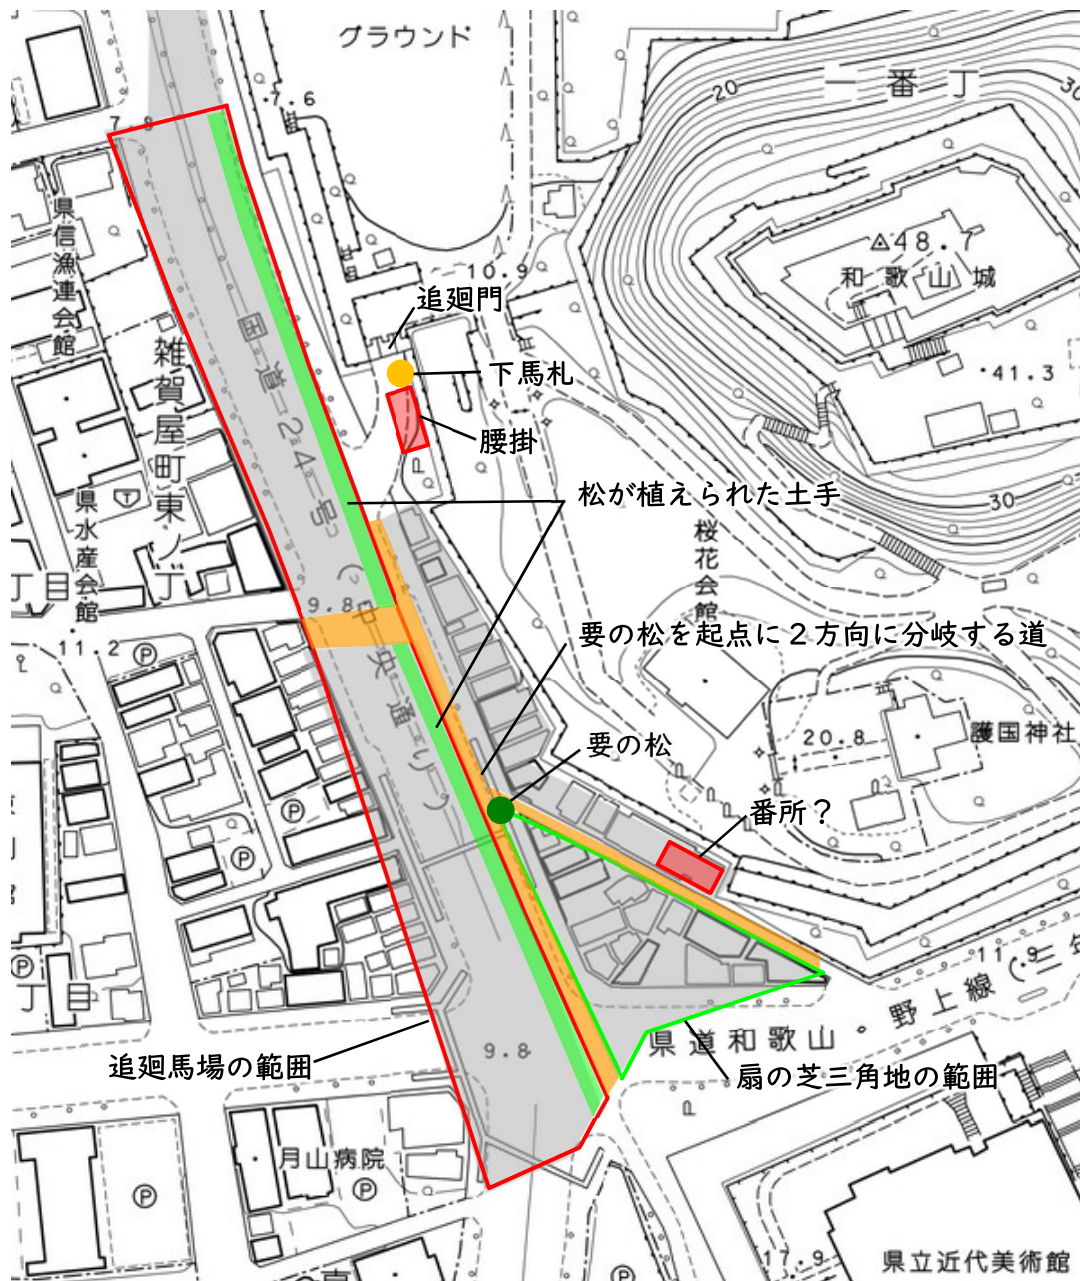 グラウンド
一番丁
20
30
7.6
7.8
県信漁連会館
48.7
和歌山城
10.9
追廻門
雑賀屋町東ノ丁
国道24号(中央通り)
下馬札
41.3
腰掛
県水産会館
松が植えられた土手
30
桜花会館
丁目
9.8
11.2
P
要の松を起点に2方向に分岐する道
20.8
護国神社
要の松
番所?
P
P
P
丁目
11.9
9.8
県道和歌山・野上線(三年
追廻馬場の範囲
扇の芝三角地の範囲
月山病院
P
P
17.9
県立近代美術館
P